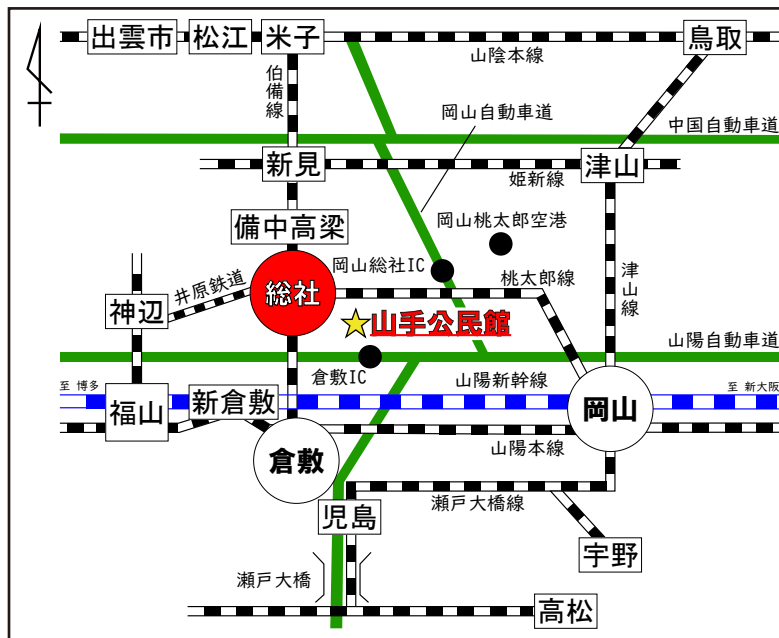 出雲市
松江
米子
鳥取
山陰本線
伯備線
岡山自動車道
中国自動車道
新見
津山
姫新線
備中高梁
岡山桃太郎空港
岡山総社IC
井原鉄道
総社
桃太郎線
津山線
神辺
山手公民館
山陽自動車道
倉敷IC
至 博多
山陽新幹線
至 新大阪
新倉敷
福山
岡山
倉敷
山陽本線
児島
瀬戸大橋線
宇野
瀬戸大橋
高松